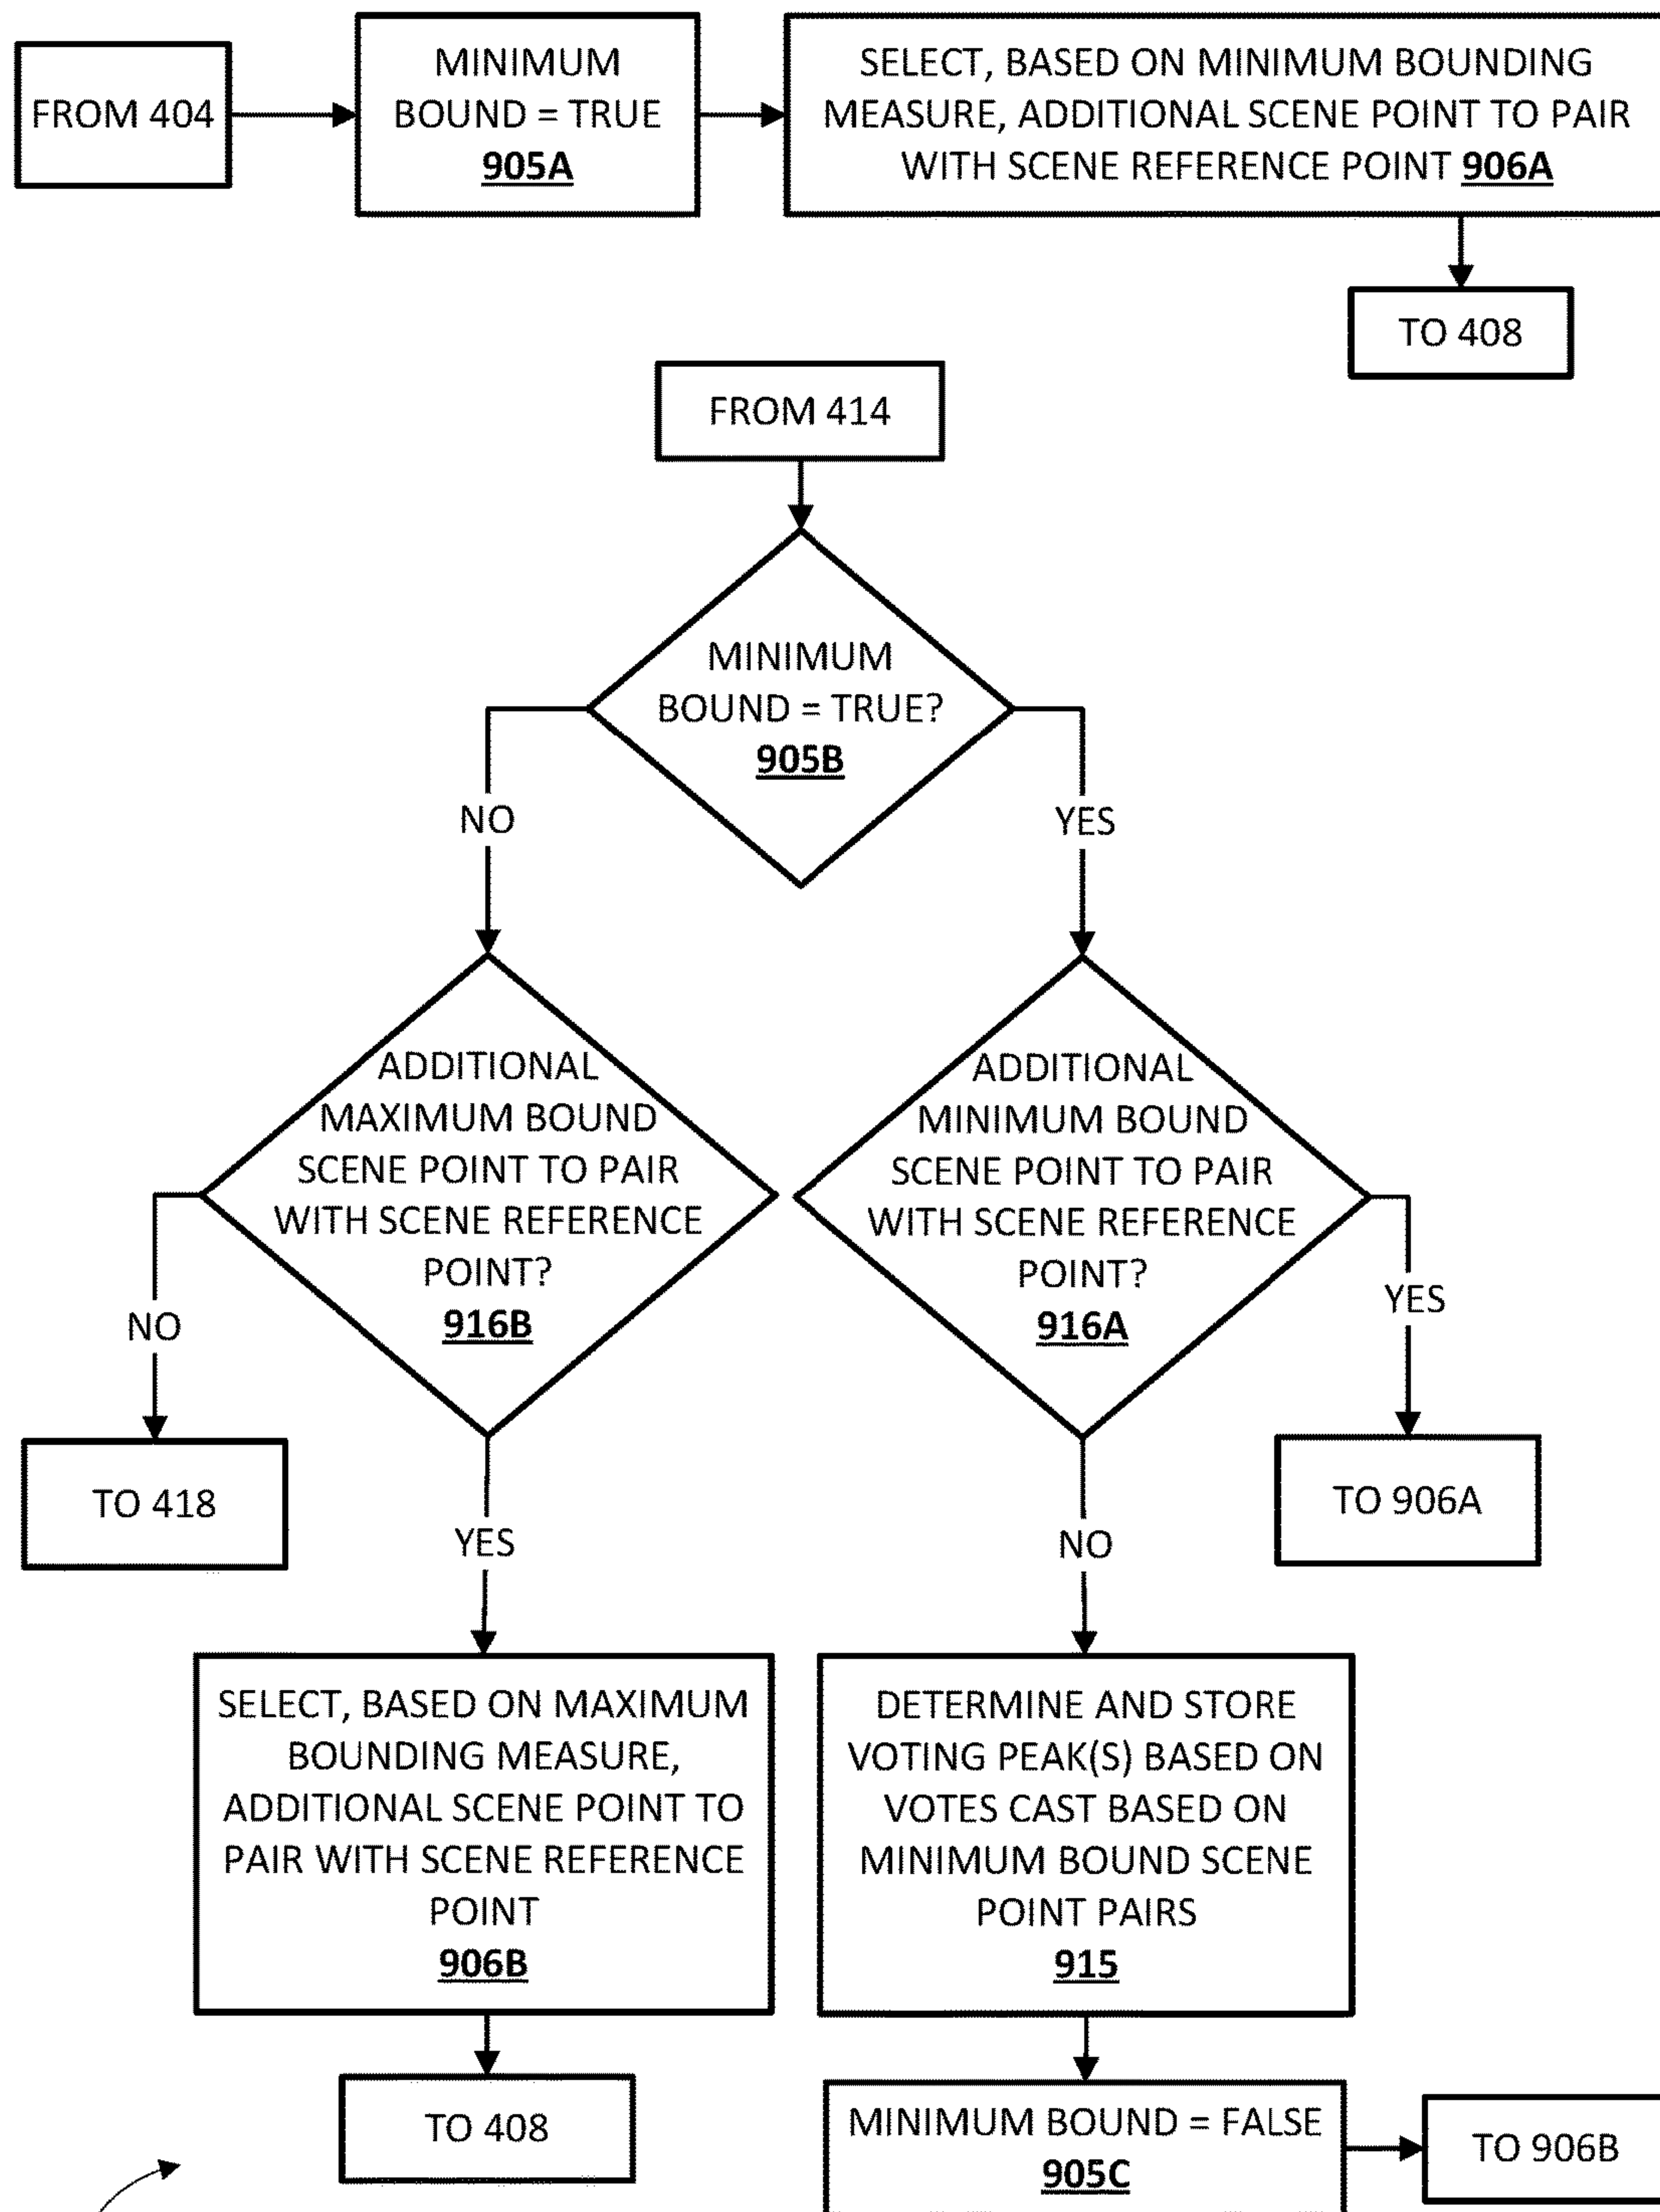 FROM 404
MINIMUM
BOUND = TRUE
905A
SELECT, BASED ON MINIMUM BOUNDING
MEASURE, ADDITIONAL SCENE POINT TO PAIR
WITH SCENE REFERENCE POINT 906A
TO 408
FROM 414
MINIMUM
BOUND = TRUE?
905B
NO
YES
ADDITIONAL
MAXIMUM BOUND
SCENE POINT TO PAIR
WITH SCENE REFERENCE
POINT?
916B
ADDITIONAL
MINIMUM BOUND
SCENE POINT TO PAIR
WITH SCENE REFERENCE
POINT?
916A
NO
YES
TO 418
TO 906A
YES
NO
SELECT, BASED ON MAXIMUM
BOUNDING MEASURE,
ADDITIONAL SCENE POINT TO
PAIR WITH SCENE REFERENCE
POINT
906B
DETERMINE AND STORE
VOTING PEAK(S) BASED ON
VOTES CAST BASED ON
MINIMUM BOUND SCENE
POINT PAIRS
915
TO 408
MINIMUM BOUND = FALSE
905C
TO 906B